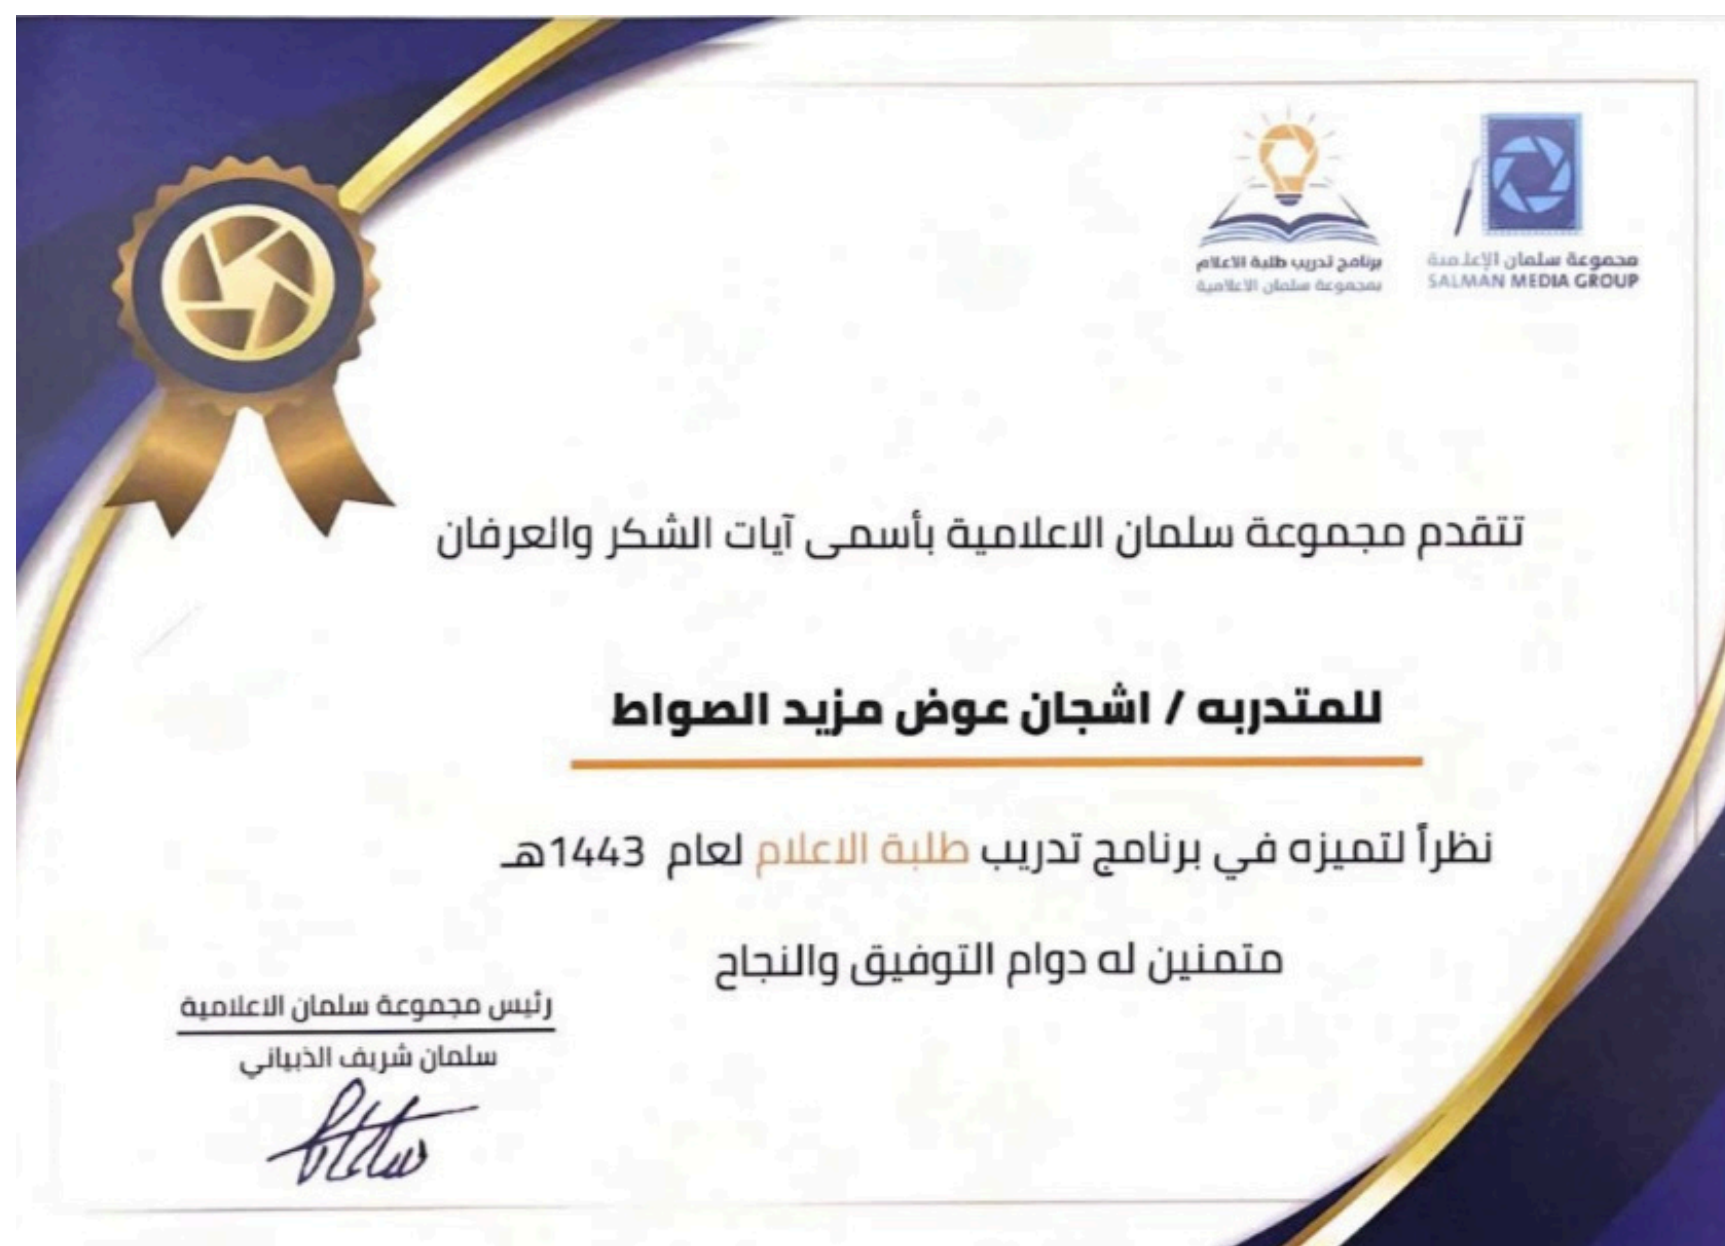 مجموعة سلمان الإعلامية
SALMAN MEDIA GROUP
برنامج تدريب طلبة الاعلام
بمجموعة سلمان الاعلامية
تتقدم مجموعة سلمان الاعلامية بأسمى آيات الشكر والعرفان
للمتدربه / اشجان عوض مزيد الصواط
نظراً لتميزه في برنامج تدريب طلبة الاعلام لعام 1443هـ
متمنين له دوام التوفيق والنجاح
رئيس مجموعة سلمان الاعلامية
سلمان شريف الذبياني